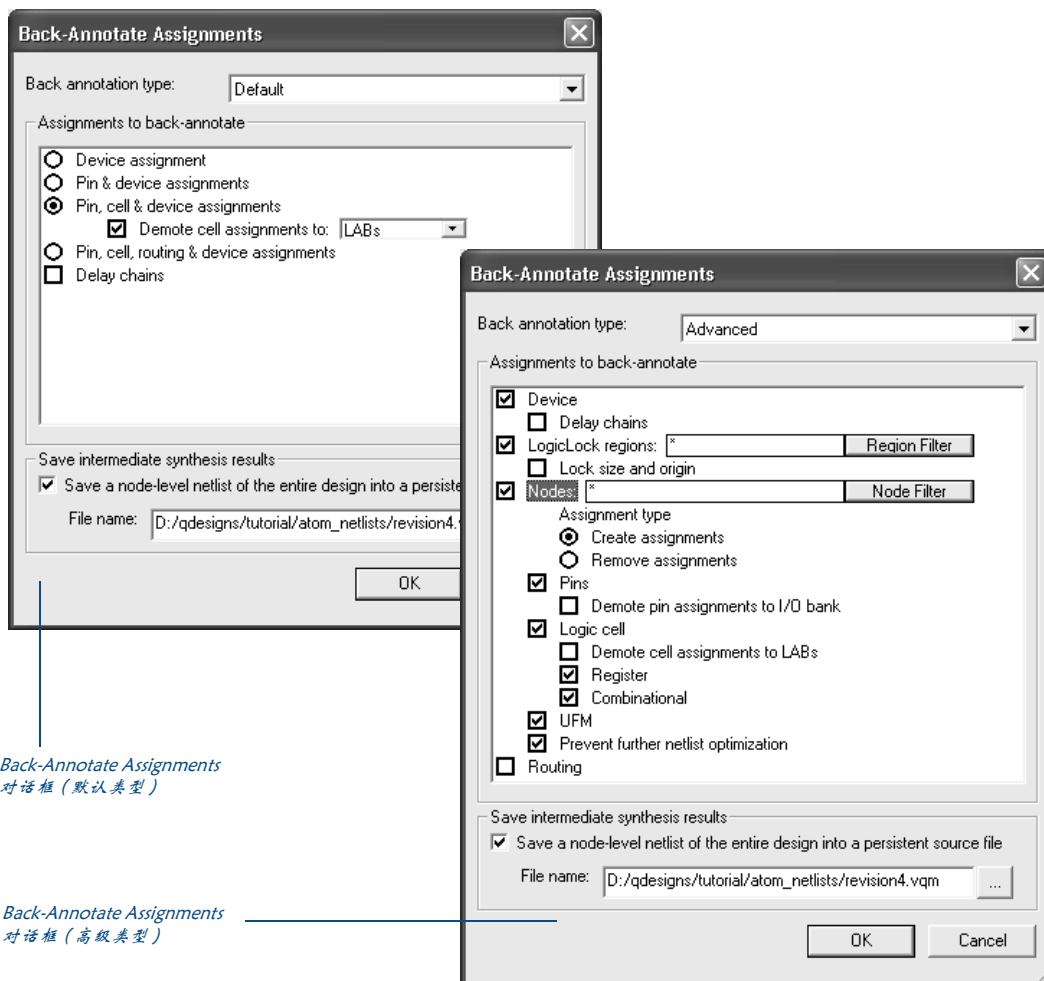 Back-Annotate Assignments
Back annotation type: Default
Assignments to back-annotate
Device assignment
Pin & device assignments
Pin, cell & device assignments
Demote cell assignments to: LABs
Pin, cell, routing & device assignments
Delay chains
Save intermediate synthesis results
Save a node-level netlist of the entire design into a persiste
File name: D:/qdesigns/tutorial/atom_netlists/revision4.
OK
Back-Annotate Assignments
Back annotation type: Advanced
Assignments to back-annotate
Device
Delay chains
LogicLock regions: * Region Filter
Lock size and origin
Nodes: * Node Filter
Assignment type
Create assignments
Remove assignments
Pins
Demote pin assignments to I/O bank
Logic cell
Demote cell assignments to LABs
Register
Combinational
UFM
Prevent further netlist optimization
Routing
Save intermediate synthesis results
Save a node-level netlist of the entire design into a persistent source file
File name: D:/qdesigns/tutorial/atom_netlists/revision4.vqm ...
OK Cancel
Back-Annotate Assignments
对话框（默认类型）
Back-Annotate Assignments
对话框（高级类型）